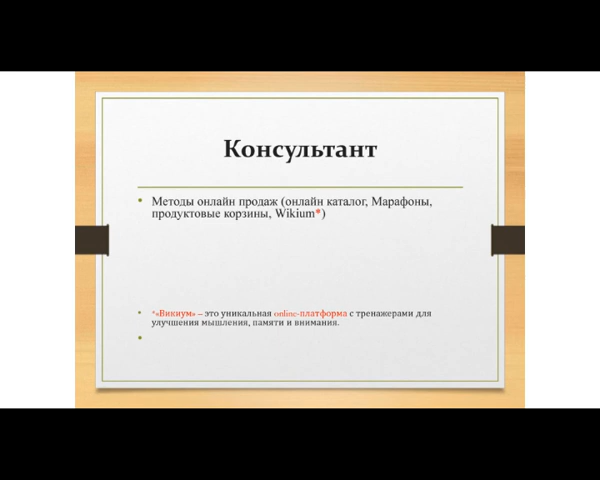 Консультант
• Методы онлайн продаж (онлайн каталог, Марафоны,
продуктовые корзины, Wikium*)
• *«Викиум» – это уникальная online-платформа с тренажерами для
улучшения мышления, памяти и внимания.
•